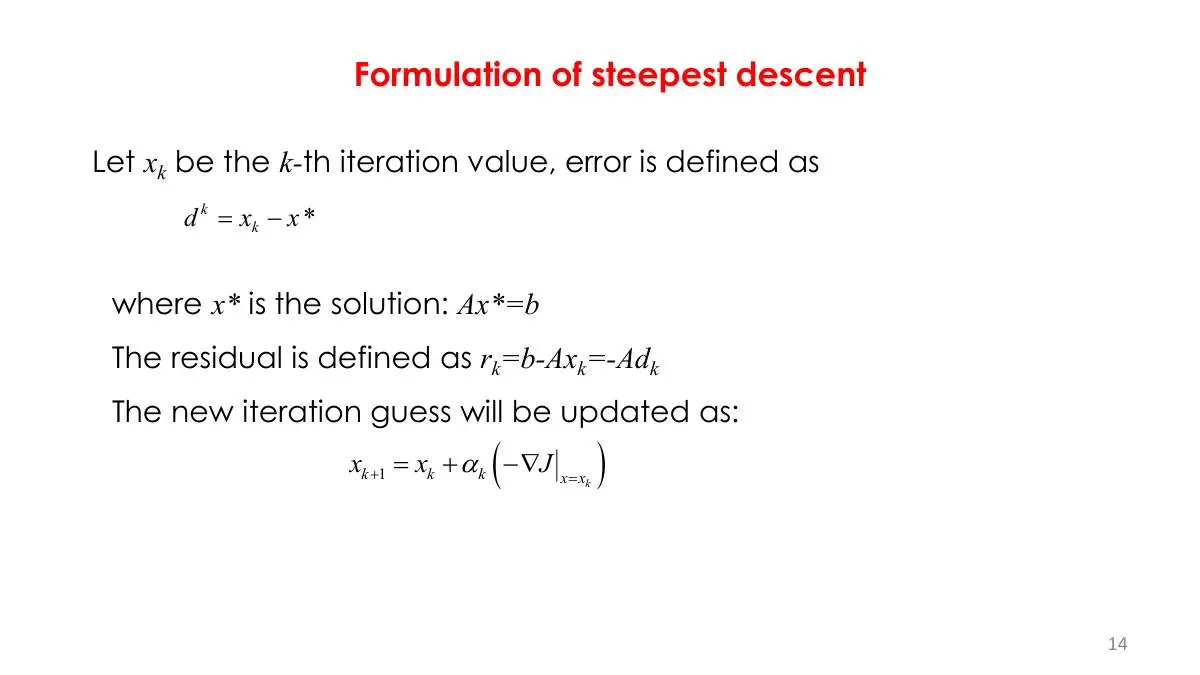 Formulation of steepest descent
Let xₖ be the k-th iteration value, error is defined as
dᵏ = xₖ − x*
where x* is the solution: Ax*=b
The residual is defined as rₖ=b-Axₖ=-Adₖ
The new iteration guess will be updated as:
xₖ₊₁ = xₖ + αₖ (−∇J|ₓ₌ₓₖ)
14